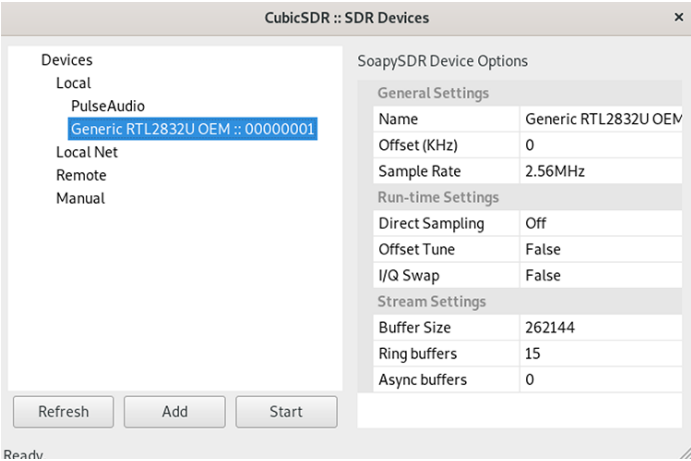 CubicSDR :: SDR Devices
×
Devices
Local
PulseAudio
Generic RTL2832U OEM :: 00000001
Local Net
Remote
Manual
Refresh Add Start
SoapySDR Device Options
General Settings
Name Generic RTL2832U OEM
Offset (KHz) 0
Sample Rate 2.56MHz
Run-time Settings
Direct Sampling Off
Offset Tune False
I/Q Swap False
Stream Settings
Buffer Size 262144
Ring buffers 15
Async buffers 0
Ready